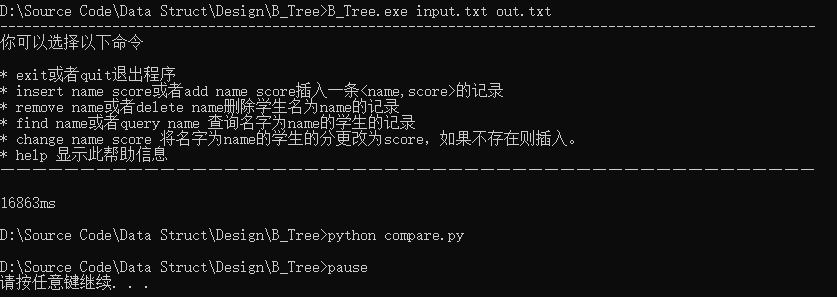 D:\Source Code\Data Struct\Design\B_Tree>B_Tree.exe input.txt out.txt
你可以选择以下命令
* exit或者quit退出程序
* insert name score或者add name score插入一条<name,score>的记录
* remove name或者delete name删除学生名为name的记录
* find name或者query name 查询名字为name的学生的记录
* change name score 将名字为name的学生的分更改为score，如果不存在则插入。
* help 显示此帮助信息
16863ms
D:\Source Code\Data Struct\Design\B_Tree>python compare.py
D:\Source Code\Data Struct\Design\B_Tree>pause
请按任意键继续. . .